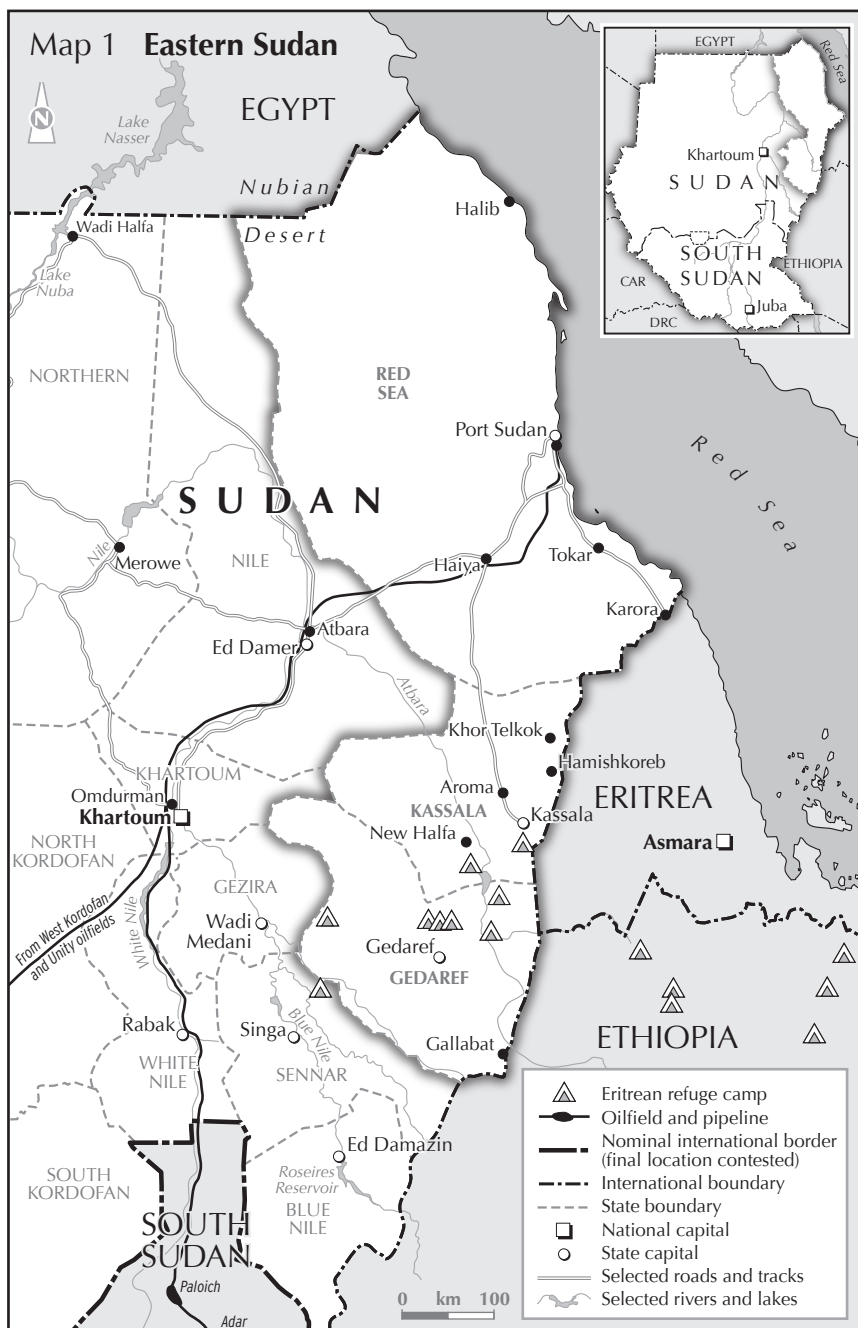 Map 1 Eastern Sudan
N
Lake
Nasser
EGYPT
Nubian
Desert
Wadi Halfa
Lake
Nuba
Halib
NORTHERN
RED
SEA
Port Sudan
Red Sea
SUDAN
Nile
Merowe
NILE
Haiya
Tokar
Karora
Atbara
Ed Damer
Atbara
Khor Telkok
Hamishkoreb
KHARTOUM
Omdurman
Khartoum
Aroma
KASSALA
Kassala
ERITREA
New Halfa
Asmara
NORTH
KORDOFAN
GEZIRA
From West Kordofan
and Unity oilfields
White Nile
Wadi
Medani
Gedaref
GEDAREF
Rabak
Singa
Blue Nile
Gallabat
ETHIOPIA
WHITE
NILE
SENNAR
Ed Damazin
SOUTH
KORDOFAN
Roseires
Reservoir
BLUE
NILE
SOUTH
SUDAN
Paloich
Adar
0 km 100
EGYPT
Red Sea
Khartoum
SUDAN
SOUTH
SUDAN
ETHIOPIA
CAR
Juba
DRC
Eritrean refuge camp
Oilfield and pipeline
Nominal international border
(final location contested)
International boundary
State boundary
National capital
State capital
Selected roads and tracks
Selected rivers and lakes